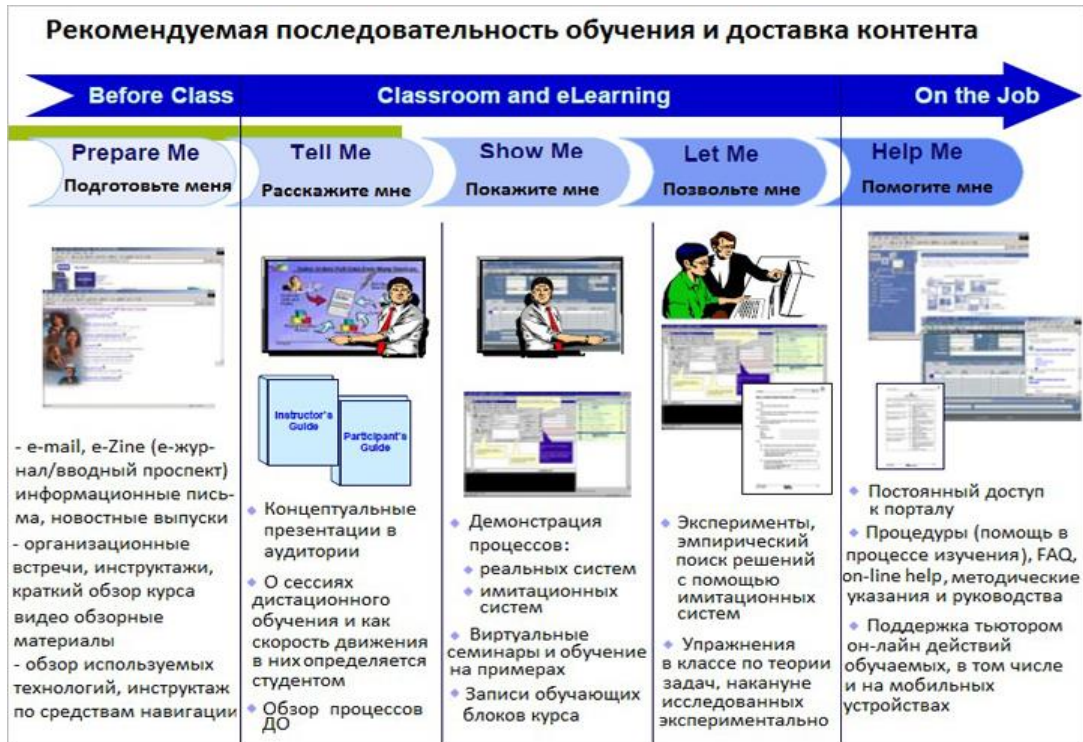 Рекомендуемая последовательность обучения и доставка контента
Before Class
Classroom and eLearning
On the Job
Prepare Me
Подготовьте меня
Tell Me
Расскажите мне
Show Me
Покажите мне
Let Me
Позвольте мне
Help Me
Помогите мне
- e-mail, e-Zine (е-жур-
нал/вводный проспект)
информационные пись-
ма, новостные выпуски
- организационные
встречи, инструктажи,
краткий обзор курса
видео обзорные
материалы
- обзор используемых
технологий, инструктаж
по средствам навигации
Instructor's
Guide
Participant's
Guide
Концептуальные
презентации в
аудитории
О сессиях
дистационного
обучения и как
скорость движения
в них определяется
студентом
Обзор процессов
ДО
Демонстрация
процессов:
реальных систем
имитационных
систем
Виртуальные
семинары и обучение
на примерах
Записи обучающих
блоков курса
Эксперименты,
эмпирический
поиск решений
с помощью
имитационных
систем
Упражнения
в классе по теории
задач, накануне
исследованных
экспериментально
Постоянный доступ
к порталу
Процедуры (помощь в
процессе изучения), FAQ,
on-line help, методические
указания и руководства
Поддержка тьютором
он-лайн действий
обучаемых, в том числе
и на мобильных
устройствах